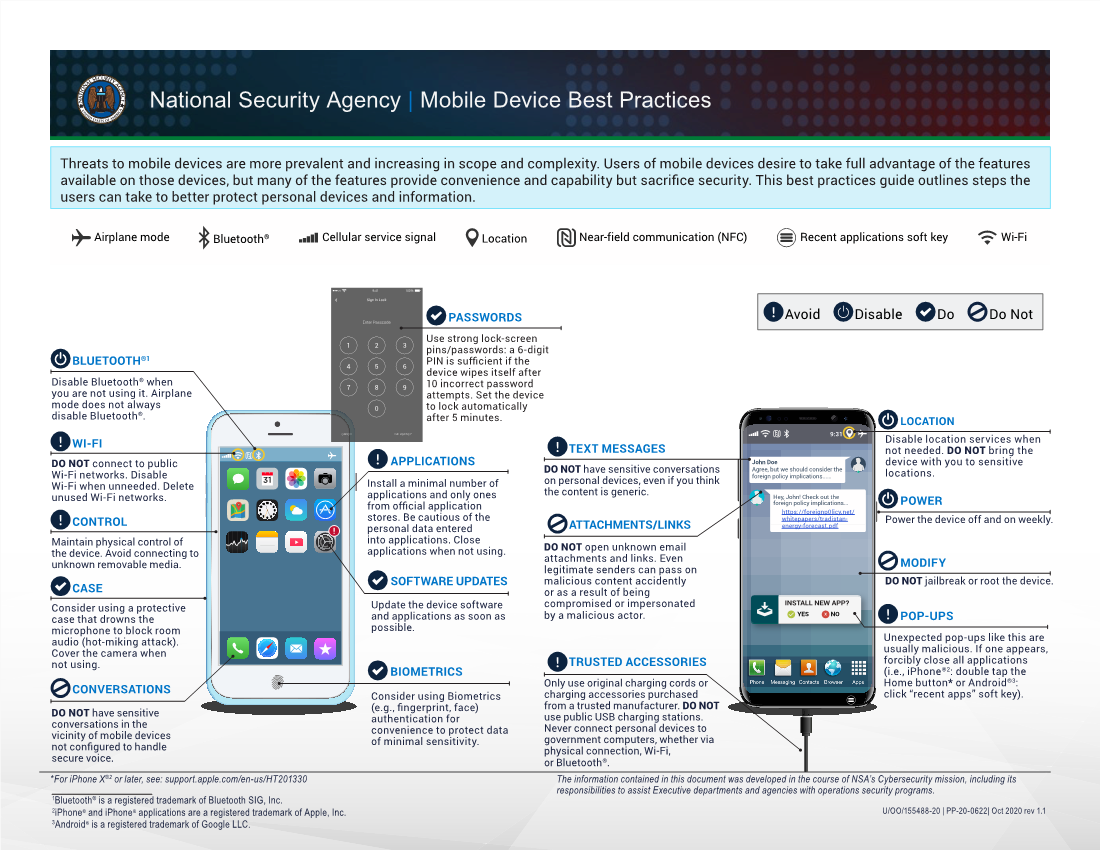 National Security Agency | Mobile Device Best Practices
Threats to mobile devices are more prevalent and increasing in scope and complexity. Users of mobile devices desire to take full advantage of the features
available on those devices, but many of the features provide convenience and capability but sacrifice security. This best practices guide outlines steps the
users can take to better protect personal devices and information.
Airplane mode
Bluetooth®
Cellular service signal
Location
Near-field communication (NFC)
Recent applications soft key
Wi-Fi
Avoid
Disable
Do
Do Not
BLUETOOTH®1
Disable Bluetooth® when
you are not using it. Airplane
mode does not always
disable Bluetooth®.
WI-FI
DO NOT connect to public
Wi-Fi networks. Disable
Wi-Fi when unneeded. Delete
unused Wi-Fi networks.
CONTROL
Maintain physical control of
the device. Avoid connecting to
unknown removable media.
CASE
Consider using a protective
case that drowns the
microphone to block room
audio (hot-miking attack).
Cover the camera when
not using.
CONVERSATIONS
DO NOT have sensitive
conversations in the
vicinity of mobile devices
not configured to handle
secure voice.
Enter Passcode
1 2 3
4 5 6
7 8 9
0
31
PASSWORDS
Use strong lock-screen
pins/passwords: a 6-digit
PIN is sufficient if the
device wipes itself after
10 incorrect password
attempts. Set the device
to lock automatically
after 5 minutes.
APPLICATIONS
Install a minimal number of
applications and only ones
from official application
stores. Be cautious of the
personal data entered
into applications. Close
applications when not using.
SOFTWARE UPDATES
Update the device software
and applications as soon as
possible.
BIOMETRICS
Consider using Biometrics
(e.g., fingerprint, face)
authentication for
convenience to protect data
of minimal sensitivity.
TEXT MESSAGES
DO NOT have sensitive conversations
on personal devices, even if you think
the content is generic.
ATTACHMENTS/LINKS
DO NOT open unknown email
attachments and links. Even
legitimate senders can pass on
malicious content accidently
or as a result of being
compromised or impersonated
by a malicious actor.
TRUSTED ACCESSORIES
Only use original charging cords or
charging accessories purchased
from a trusted manufacturer. DO NOT
use public USB charging stations.
Never connect personal devices to
government computers, whether via
physical connection, Wi-Fi,
or Bluetooth®.
9:31
John Doe
Agree, but we should consider the
foreign policy implications......
Hey, John! Check out the
foreign policy implications...
https://foreignp0licy.net/
whitepapers/tradistan-
energy-forecast.pdf
INSTALL NEW APP?
YES
NO
Phone
Messaging
Contacts
Browser
Apps
LOCATION
Disable location services when
not needed. DO NOT bring the
device with you to sensitive
locations.
POWER
Power the device off and on weekly.
MODIFY
DO NOT jailbreak or root the device.
POP-UPS
Unexpected pop-ups like this are
usually malicious. If one appears,
forcibly close all applications
(i.e., iPhone®2: double tap the
Home button* or Android®3:
click “recent apps” soft key).
*For iPhone X®2 or later, see: support.apple.com/en-us/HT201330
1Bluetooth® is a registered trademark of Bluetooth SIG, Inc.
2iPhone® and iPhone® applications are a registered trademark of Apple, Inc.
3Android® is a registered trademark of Google LLC.
The information contained in this document was developed in the course of NSA's Cybersecurity mission, including its
responsibilities to assist Executive departments and agencies with operations security programs.
U/OO/155488-20 | PP-20-0622| Oct 2020 rev 1.1